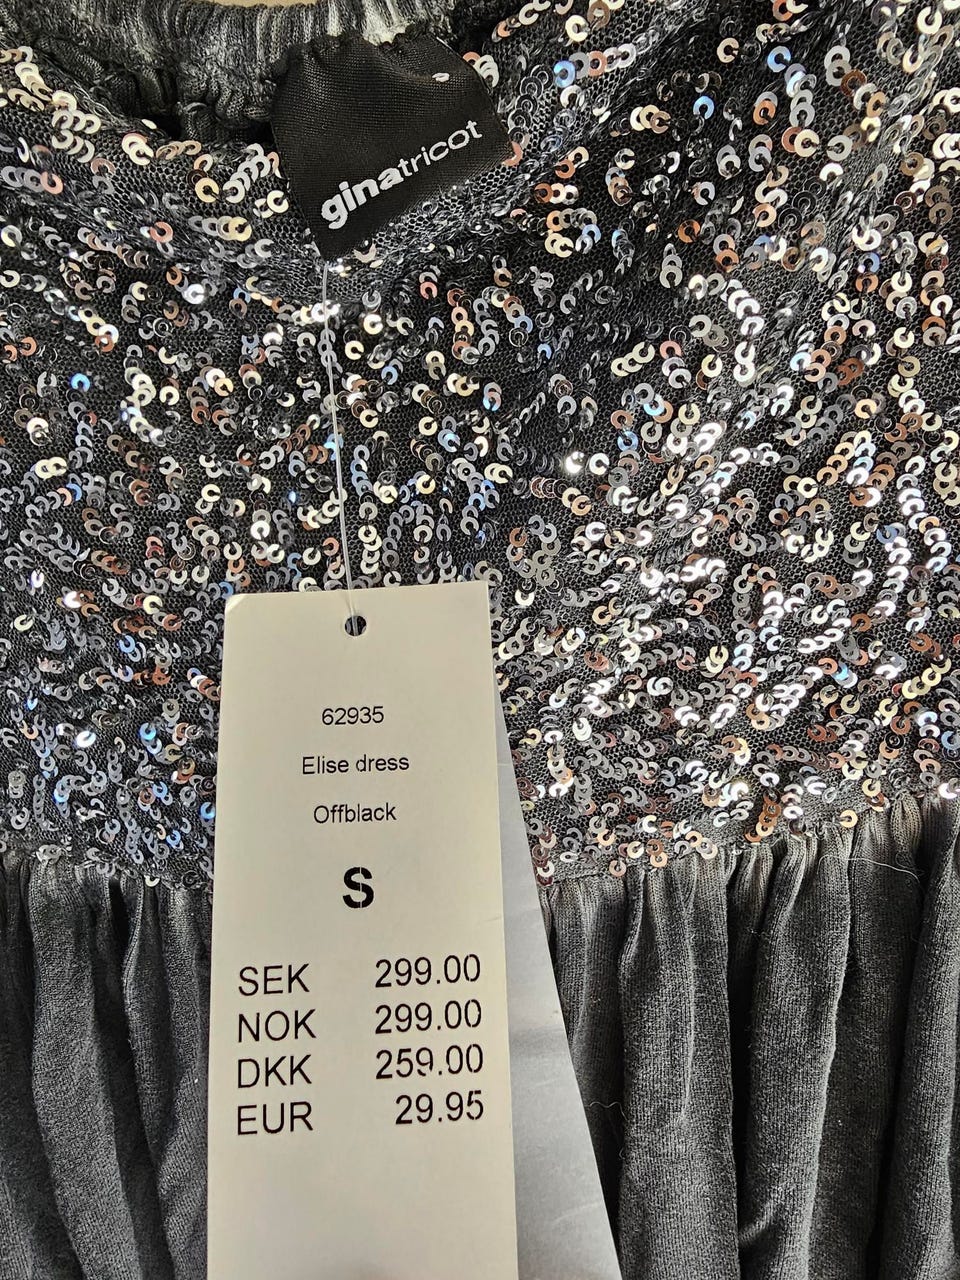 ginatricot
62935
Elise dress
Offblack
S
SEK 299.00
NOK 299.00
DKK 259.00
EUR 29.95